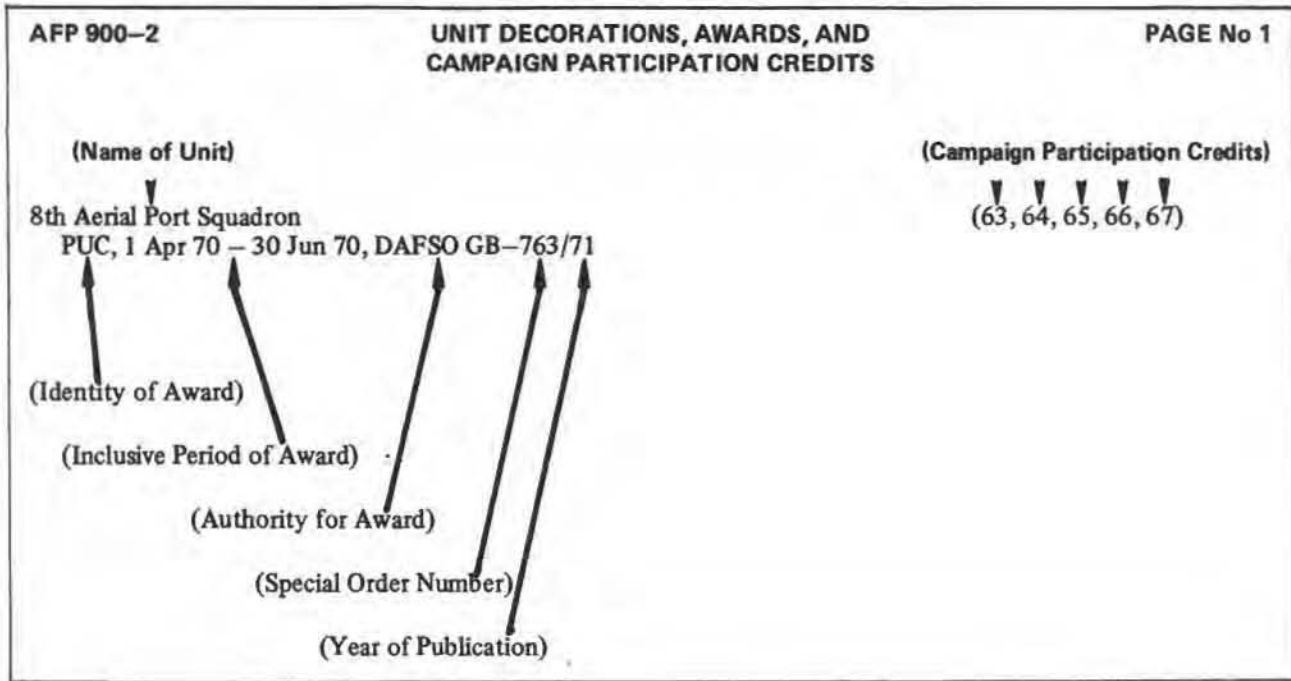 AFP 900–2
UNIT DECORATIONS, AWARDS, AND
CAMPAIGN PARTICIPATION CREDITS
PAGE No 1
(Name of Unit)
(Campaign Participation Credits)
8th Aerial Port Squadron
(63, 64, 65, 66, 67)
PUC, 1 Apr 70 – 30 Jun 70, DAFSO GB–763/71
(Identity of Award)
(Inclusive Period of Award)
(Authority for Award)
(Special Order Number)
(Year of Publication)